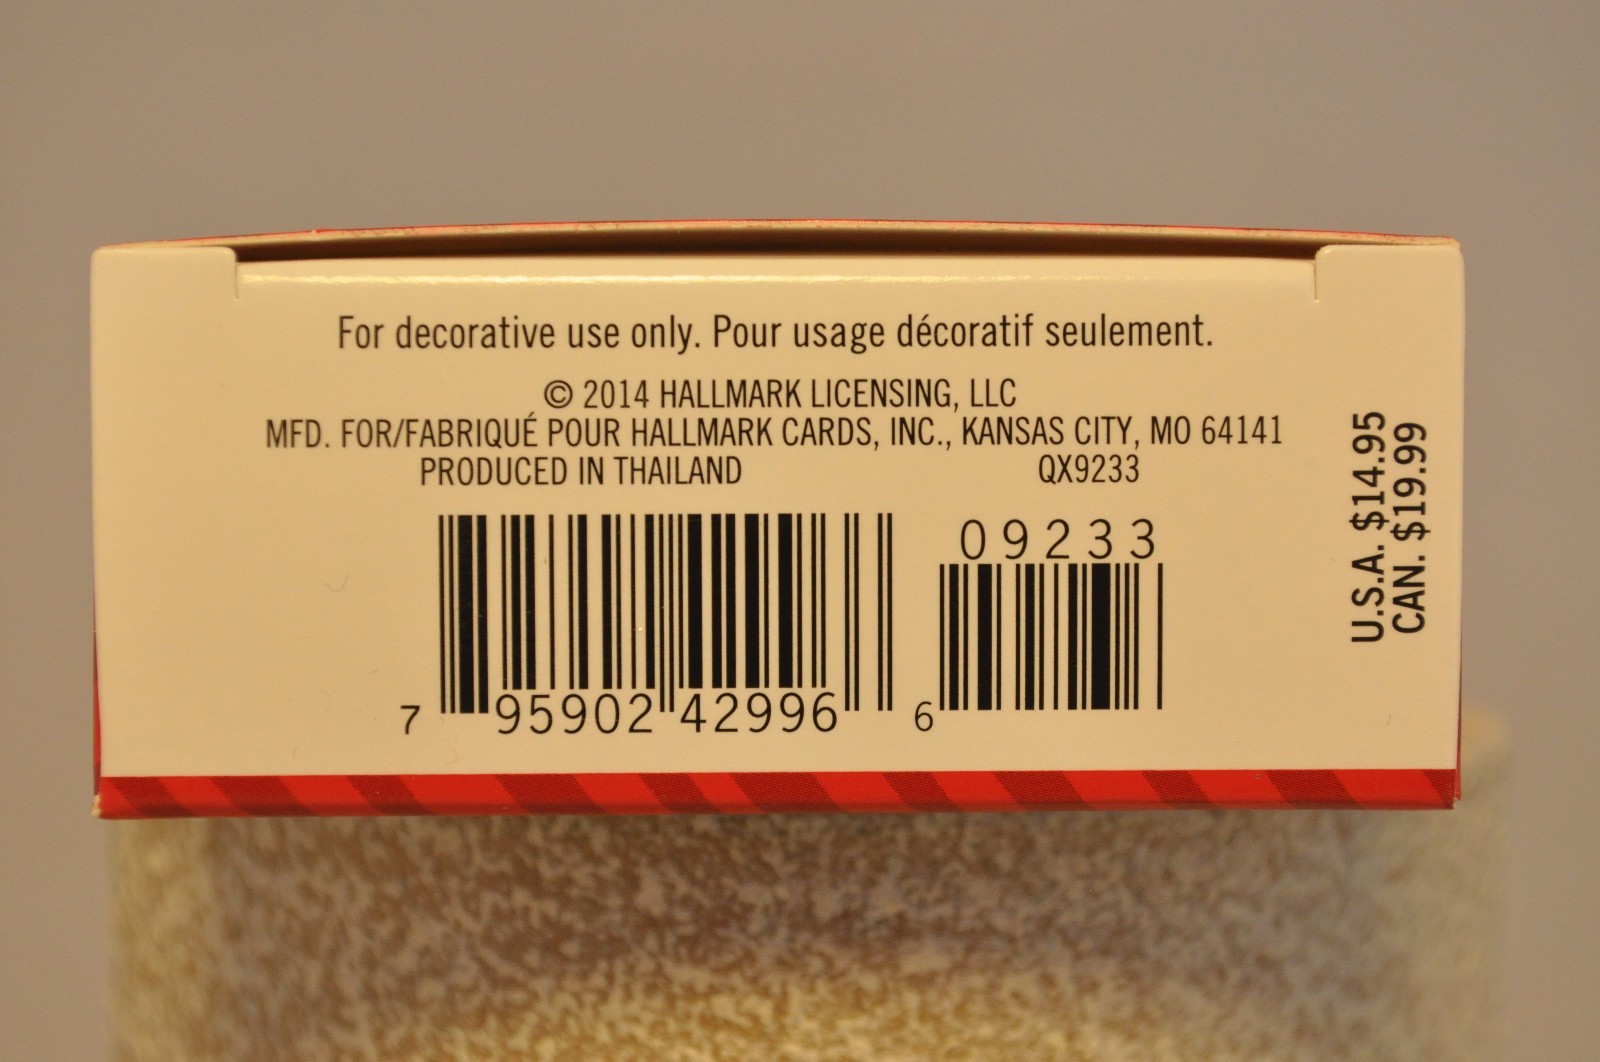 For decorative use only. Pour usage décoratif seulement.
© 2014 HALLMARK LICENSING, LLC
MFD. FOR/FABRIQUÉ POUR HALLMARK CARDS, INC., KANSAS CITY, MO 64141
PRODUCED IN THAILAND QX9233
09233
7 95902 42996 6
U.S.A. $14.95
CAN. $19.99